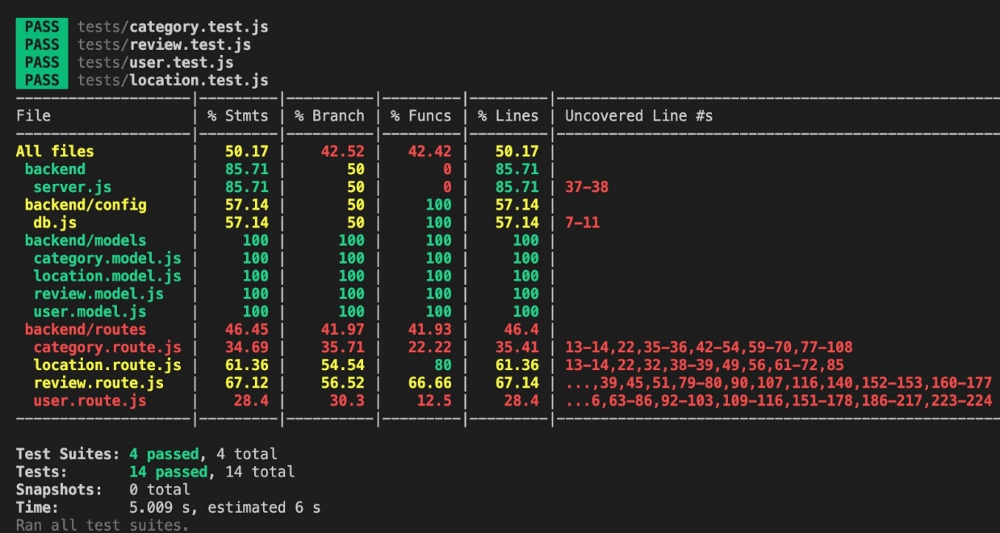 PASS tests/category.test.js
PASS tests/review.test.js
PASS tests/user.test.js
PASS tests/location.test.js
File | % Stmts | % Branch | % Funcs | % Lines | Uncovered Line #s
All files | 50.17 | 42.52 | 42.42 | 50.17 |
backend | 85.71 | 50 | 0 | 85.71 |
server.js | 85.71 | 50 | 0 | 85.71 | 37-38
backend/config | 57.14 | 50 | 100 | 57.14 |
db.js | 57.14 | 50 | 100 | 57.14 | 7-11
backend/models | 100 | 100 | 100 | 100 |
category.model.js | 100 | 100 | 100 | 100 |
location.model.js | 100 | 100 | 100 | 100 |
review.model.js | 100 | 100 | 100 | 100 |
user.model.js | 100 | 100 | 100 | 100 |
backend/routes | 46.45 | 41.97 | 41.93 | 46.4 |
category.route.js | 34.69 | 35.71 | 22.22 | 35.41 | 13-14,22,35-36,42-54,59-70,77-108
location.route.js | 61.36 | 54.54 | 80 | 61.36 | 13-14,22,32,38-39,49,56,61-72,85
review.route.js | 67.12 | 56.52 | 66.66 | 67.14 | ...,39,45,51,79-80,90,107,116,140,152-153,160-177
user.route.js | 28.4 | 30.3 | 12.5 | 28.4 | ...6,63-86,92-103,109-116,151-178,186-217,223-224
Test Suites: 4 passed, 4 total
Tests: 14 passed, 14 total
Snapshots: 0 total
Time: 5.009 s, estimated 6 s
Ran all test suites.